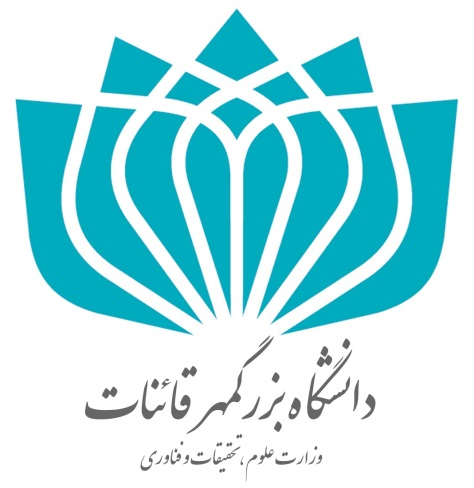 دانشگاه بزرگمهر قائنات
وزارت علوم، تحقیقات و فناوری